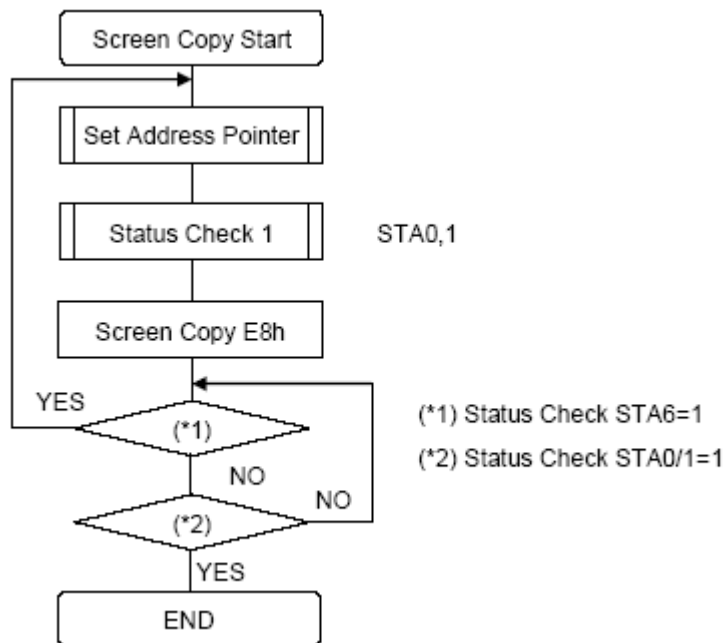 Screen Copy Start
Set Address Pointer
Status Check 1
STA0,1
Screen Copy E8h
YES
(*1)
(*1) Status Check STA6=1
(*2) Status Check STA0/1=1
NO
NO
(*2)
YES
END